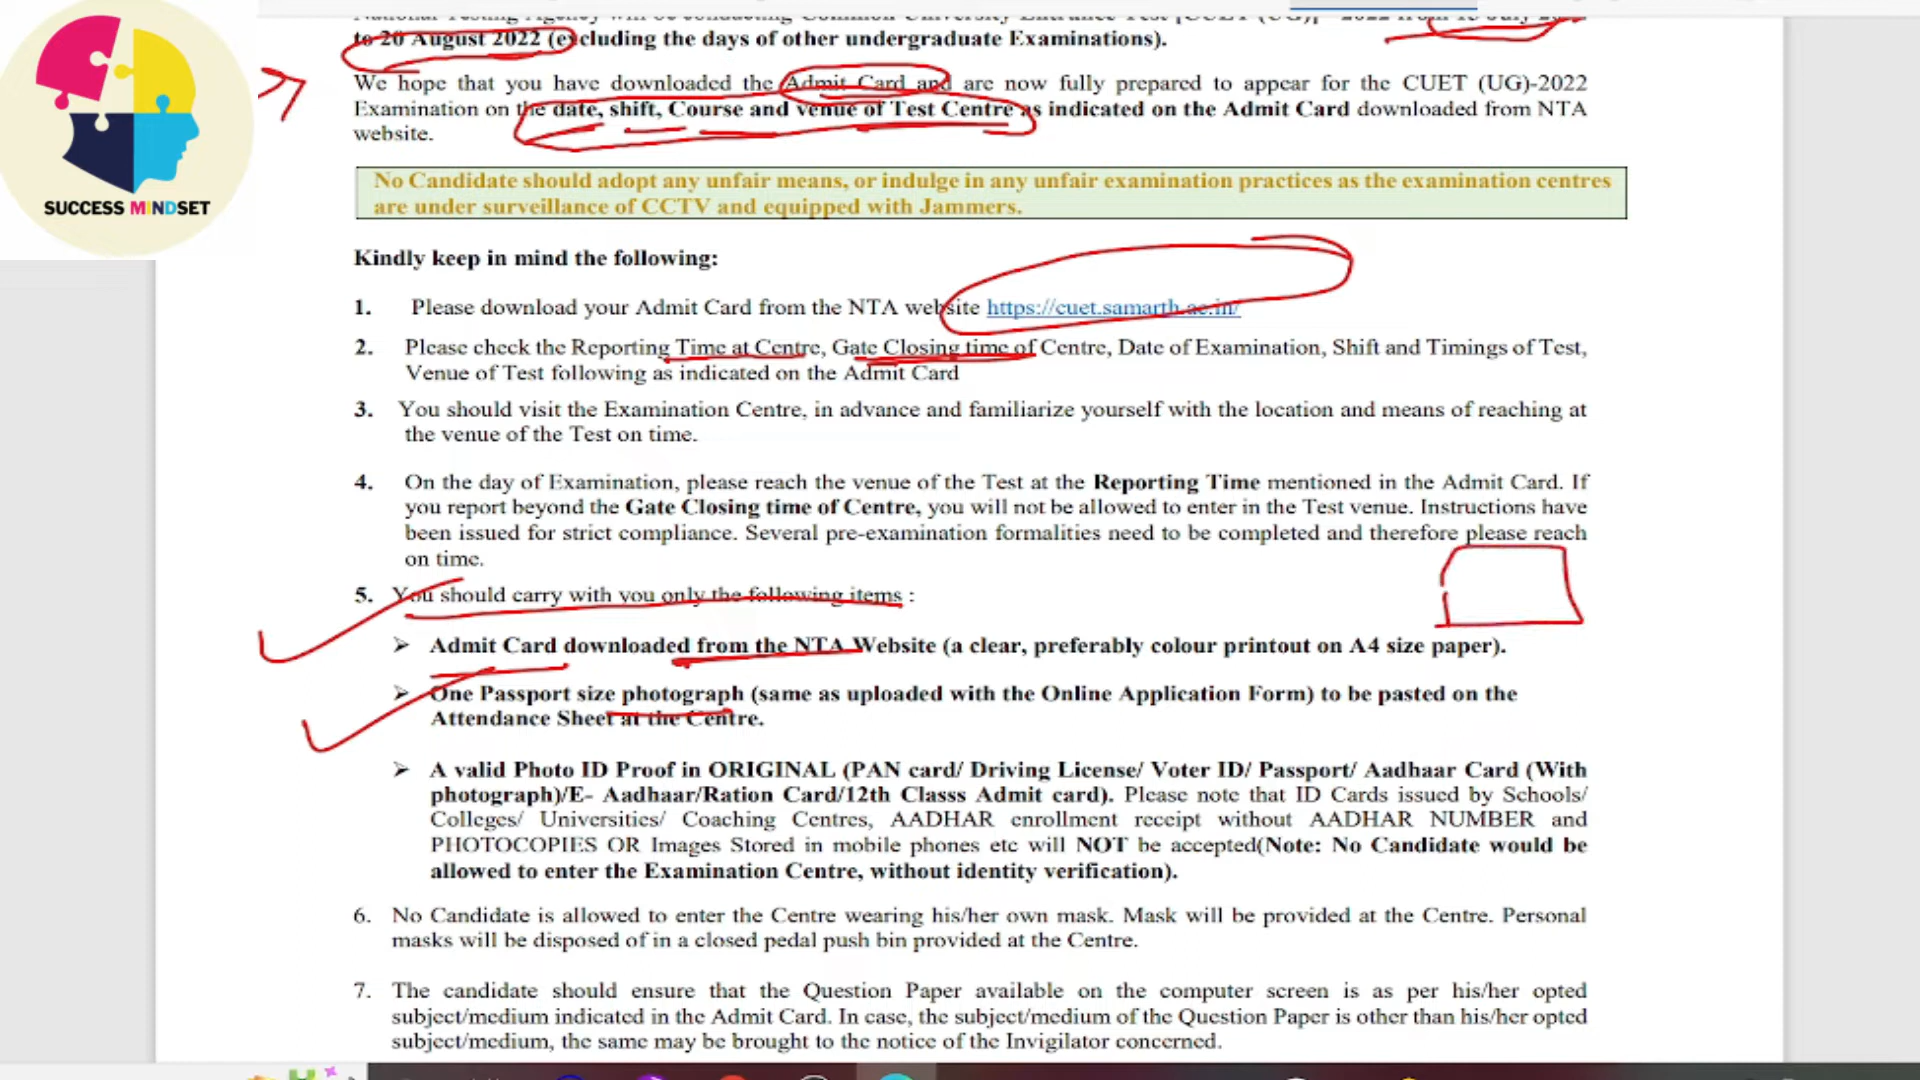 National Testing Agency will be conducting Common University Entrance Test [CUET (UG)] - 2022 from 15 July
to 20 August 2022 (excluding the days of other undergraduate Examinations).
We hope that you have downloaded the Admit Card and are now fully prepared to appear for the CUET (UG)-2022
Examination on the date, shift, Course and venue of Test Centre as indicated on the Admit Card downloaded from NTA
website.
SUCCESS MINDSET
No Candidate should adopt any unfair means, or indulge in any unfair examination practices as the examination centres
are under surveillance of CCTV and equipped with Jammers.
Kindly keep in mind the following:
1. Please download your Admit Card from the NTA website https://cuet.samarth.ac.in/
2. Please check the Reporting Time at Centre, Gate Closing time of Centre, Date of Examination, Shift and Timings of Test,
Venue of Test following as indicated on the Admit Card
3. You should visit the Examination Centre, in advance and familiarize yourself with the location and means of reaching at
the venue of the Test on time.
4. On the day of Examination, please reach the venue of the Test at the Reporting Time mentioned in the Admit Card. If
you report beyond the Gate Closing time of Centre, you will not be allowed to enter in the Test venue. Instructions have
been issued for strict compliance. Several pre-examination formalities need to be completed and therefore please reach
on time.
5. You should carry with you only the following items :
➢ Admit Card downloaded from the NTA Website (a clear, preferably colour printout on A4 size paper).
➢ One Passport size photograph (same as uploaded with the Online Application Form) to be pasted on the
Attendance Sheet at the Centre.
➢ A valid Photo ID Proof in ORIGINAL (PAN card/ Driving License/ Voter ID/ Passport/ Aadhaar Card (With
photograph)/E- Aadhaar/Ration Card/12th Classs Admit card). Please note that ID Cards issued by Schools/
Colleges/ Universities/ Coaching Centres, AADHAR enrollment receipt without AADHAR NUMBER and
PHOTOCOPIES OR Images Stored in mobile phones etc will NOT be accepted(Note: No Candidate would be
allowed to enter the Examination Centre, without identity verification).
6. No Candidate is allowed to enter the Centre wearing his/her own mask. Mask will be provided at the Centre. Personal
masks will be disposed of in a closed pedal push bin provided at the Centre.
7. The candidate should ensure that the Question Paper available on the computer screen is as per his/her opted
subject/medium indicated in the Admit Card. In case, the subject/medium of the Question Paper is other than his/her opted
subject/medium, the same may be brought to the notice of the Invigilator concerned.